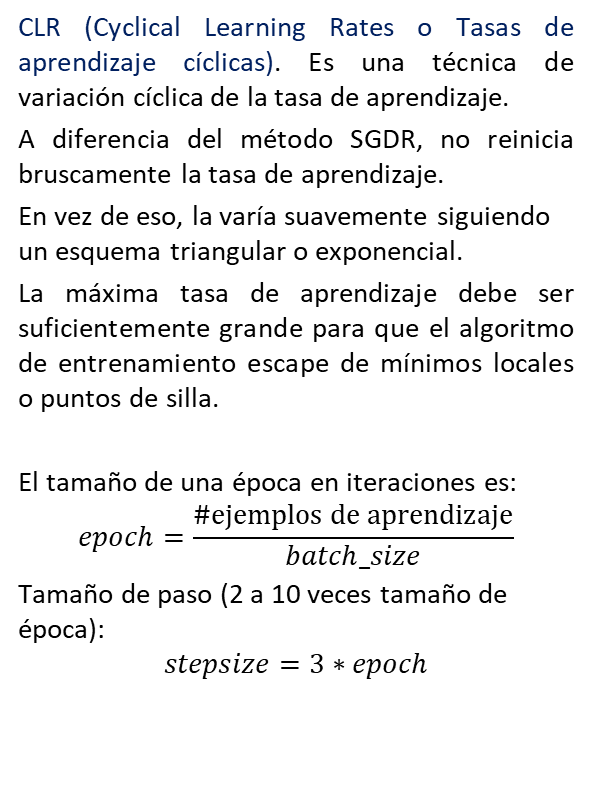 CLR (Cyclical Learning Rates o Tasas de
aprendizaje cíclicas). Es una técnica de
variación cíclica de la tasa de aprendizaje.
A diferencia del método SGDR, no reinicia
bruscamente la tasa de aprendizaje.
En vez de eso, la varía suavemente siguiendo
un esquema triangular o exponencial.
La máxima tasa de aprendizaje debe ser
suficientemente grande para que el algoritmo
de entrenamiento escape de mínimos locales
o puntos de silla.
El tamaño de una época en iteraciones es:
#ejemplos de aprendizaje
epoch =
batch_size
Tamaño de paso (2 a 10 veces tamaño de
época):
stepsize = 3 * epoch